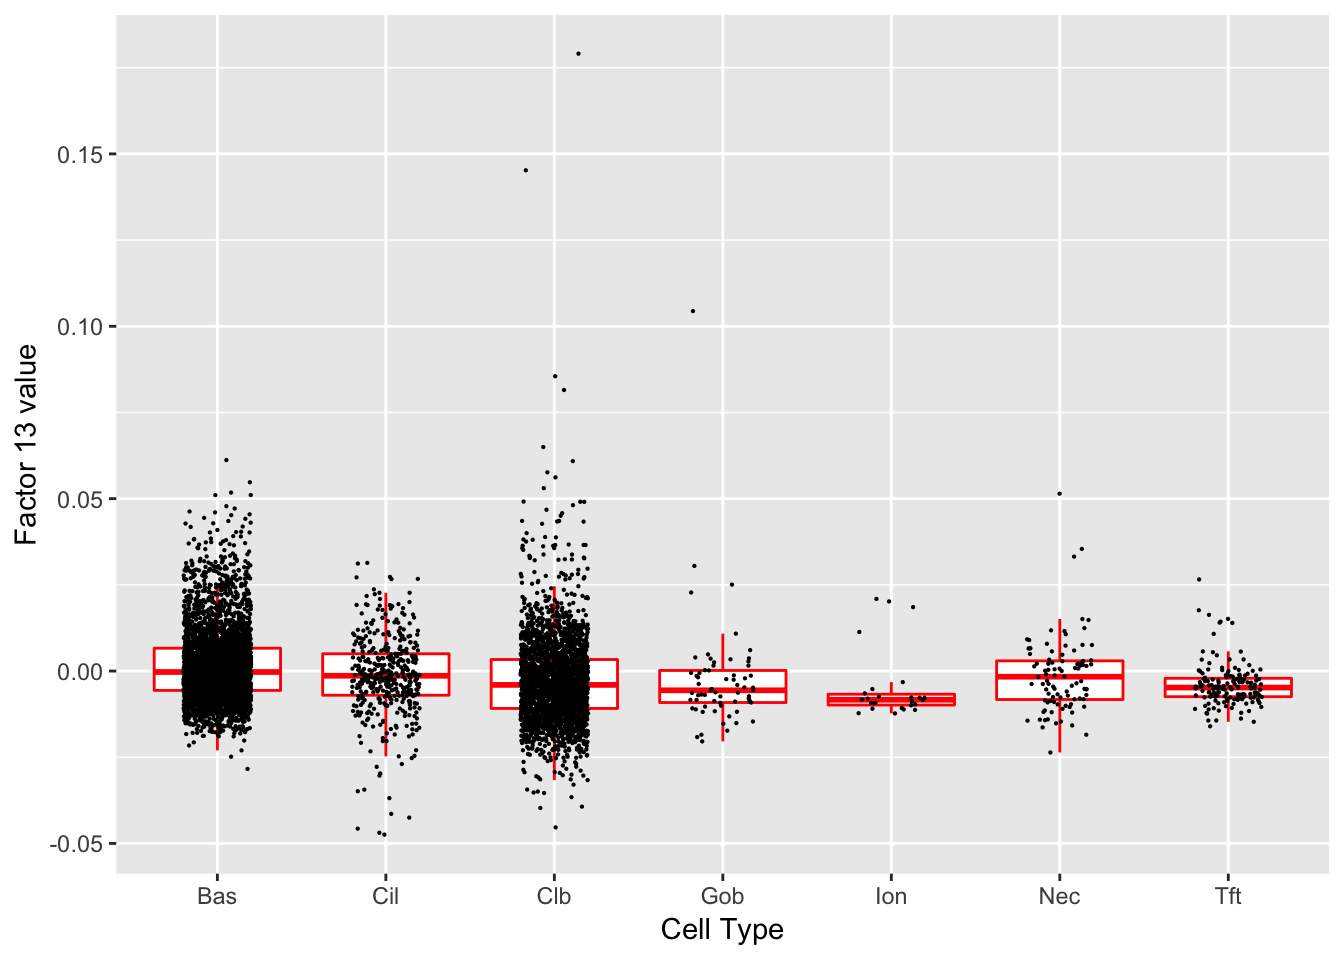 Factor 13 value
0.15
0.10
0.05
0.00
-0.05
Bas Cil Clb Gob Ion Nec Tft
Cell Type